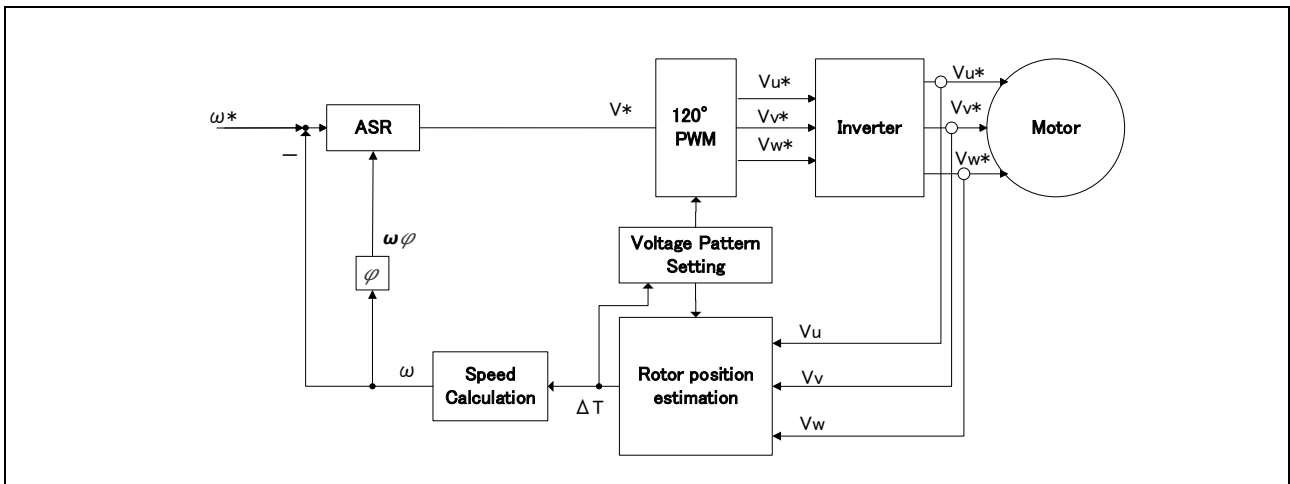 ω*
−
ASR
V*
120°
PWM
Vu*
Vv*
Vw*
Inverter
Vu*
Vv*
Vw*
Motor
ωφ
φ
Voltage Pattern
Setting
ω
Speed
Calculation
ΔT
Rotor position
estimation
Vu
Vv
Vw